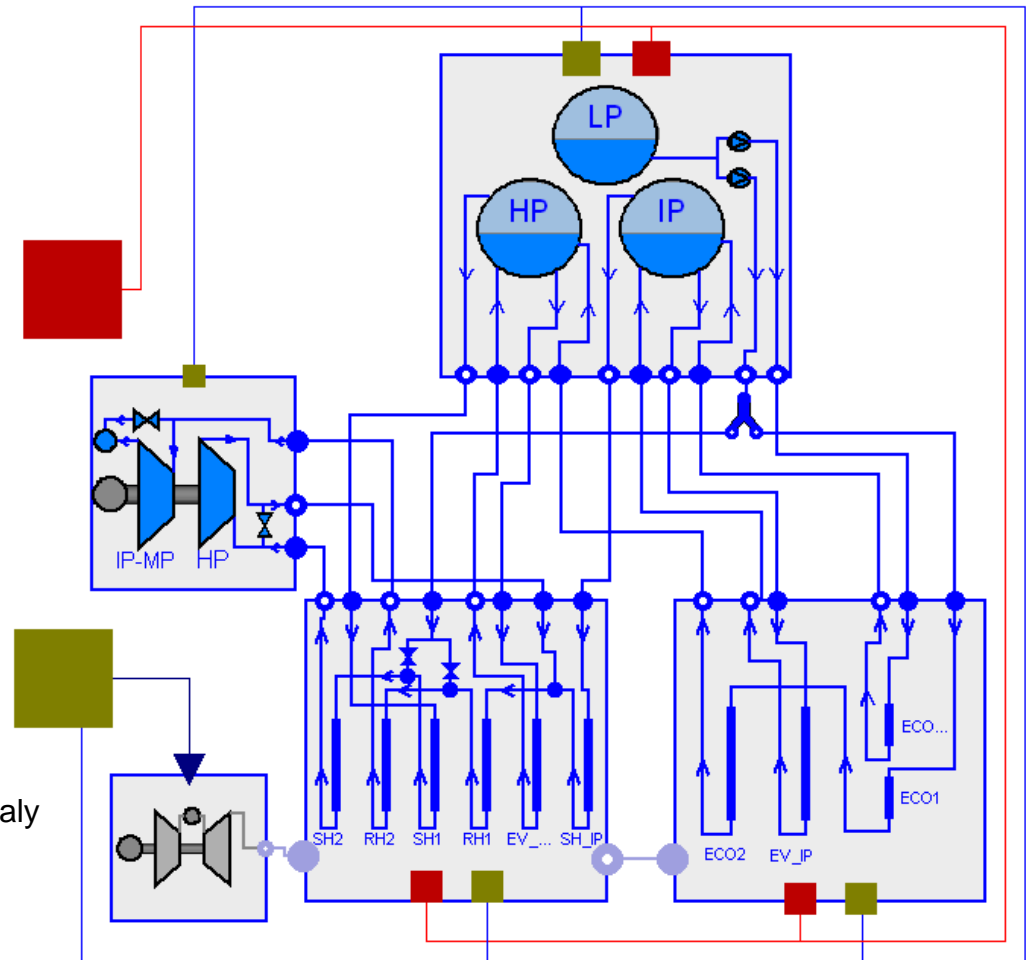 LP
HP IP
IP-MP HP
aly
SH2 RH2 SH1 RH1 EV_... SH_IP
ECO...
ECO1
ECO2 EV_IP